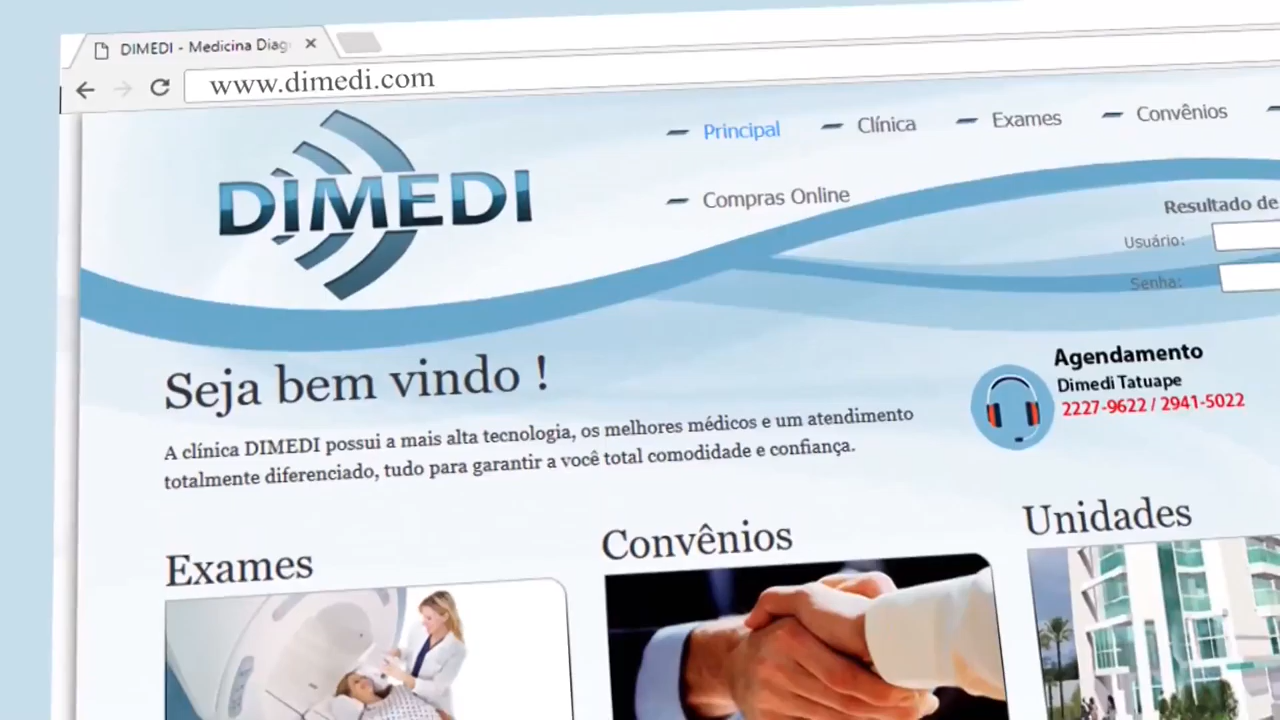 DIMEDI - Medicina Diag
www.dimedi.com
DIMEDI
Principal
Clínica
Exames
Convênios
Compras Online
Resultado de
Usuário:
Senha:
Seja bem vindo !
A clínica DIMEDI possui a mais alta tecnologia, os melhores médicos e um atendimento
totalmente diferenciado, tudo para garantir a você total comodidade e confiança.
Agendamento
Dimedi Tatuape
2227-9622 / 2941-5022
Exames
Convênios
Unidades